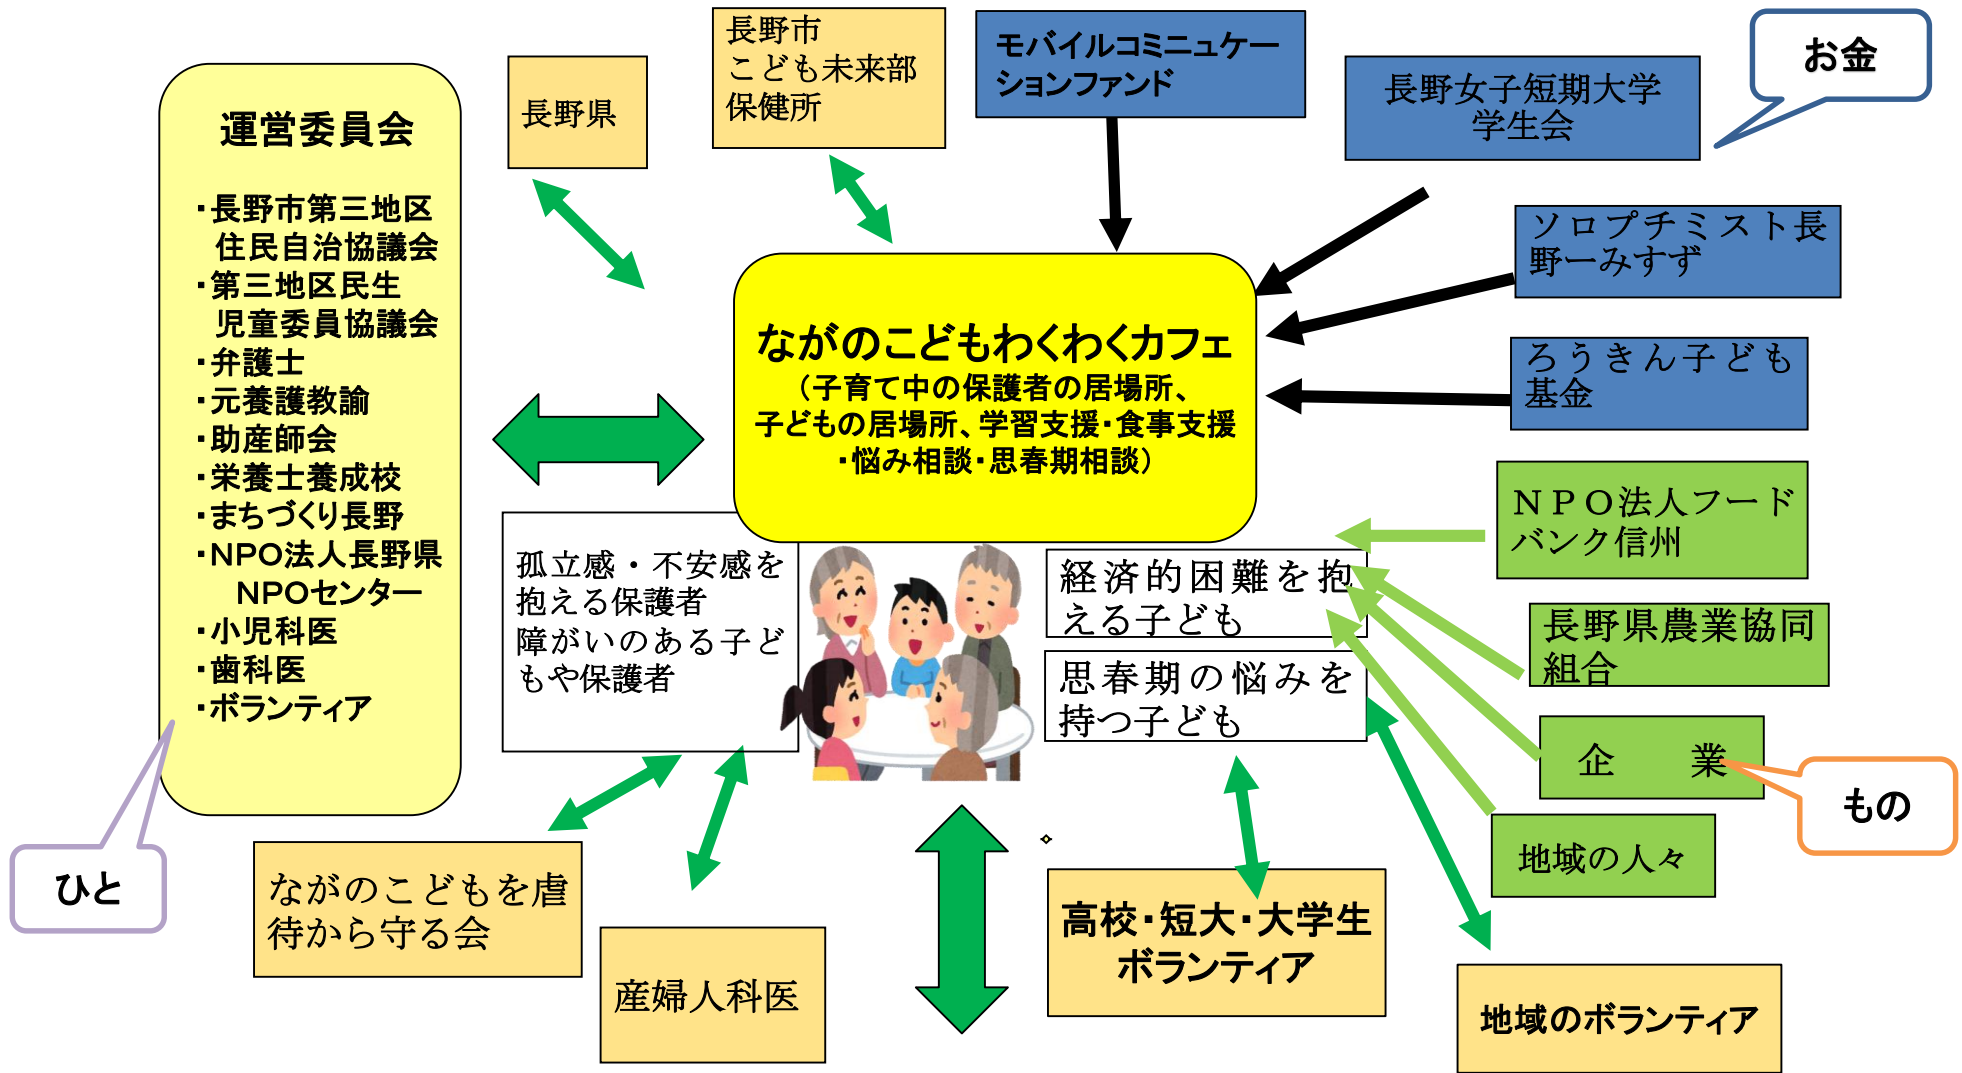 長野市
こども未来部
保健所
モバイルコミニュケー
ションファンド
お金
長野県
長野女子短期大学
学生会
運営委員会
・長野市第三地区
住民自治協議会
・第三地区民生
児童委員協議会
・弁護士
・元養護教諭
・助産師会
・栄養士養成校
・まちづくり長野
・NPO法人長野県
NPOセンター
・小児科医
・歯科医
・ボランティア
ソロプチミスト長
野ーみすず
ながのこどもわくわくカフェ
（子育て中の保護者の居場所、
子どもの居場所、学習支援・食事支援
・悩み相談・思春期相談）
ろうきん子ども
基金
ＮＰＯ法人フード
バンク信州
孤立感・不安感を
抱える保護者
障がいのある子ど
もや保護者
経済的困難を抱
える子ども
思春期の悩みを
持つ子ども
長野県農業協同
組合
企　業
もの
地域の人々
ひと
ながのこどもを虐
待から守る会
産婦人科医
高校・短大・大学生
ボランティア
地域のボランティア